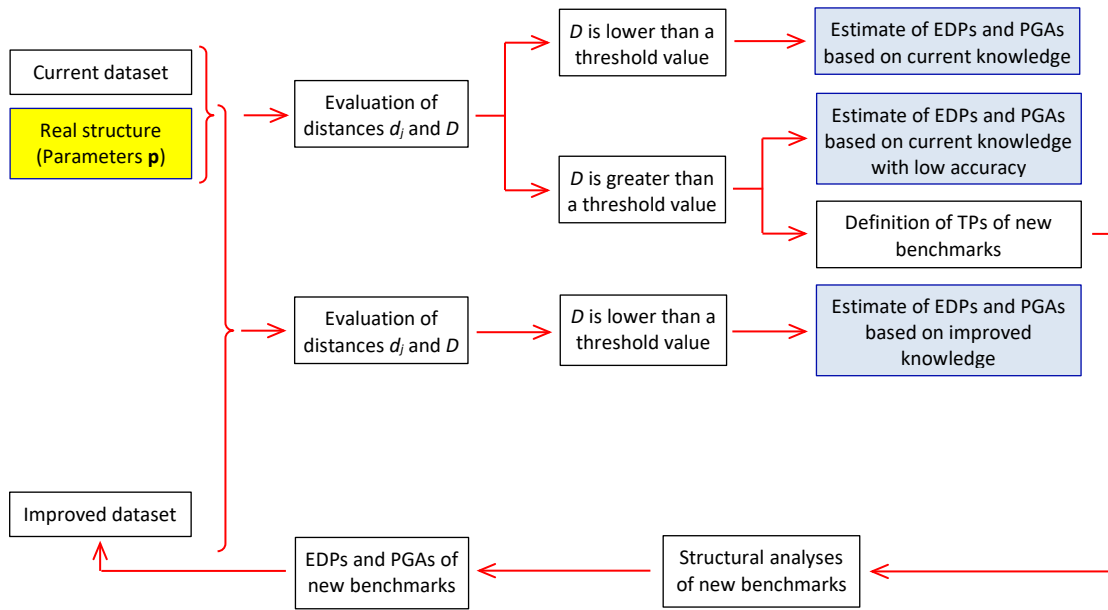 Current dataset
Real structure
(Parameters p)
Evaluation of
distances dj and D
D is lower than a
threshold value
Estimate of EDPs and PGAs
based on current knowledge
D is greater than
a threshold value
Estimate of EDPs and PGAs
based on current knowledge
with low accuracy
Definition of TPs of new
benchmarks
Evaluation of
distances dj and D
D is lower than a
threshold value
Estimate of EDPs and PGAs
based on improved
knowledge
Improved dataset
EDPs and PGAs of
new benchmarks
Structural analyses
of new benchmarks